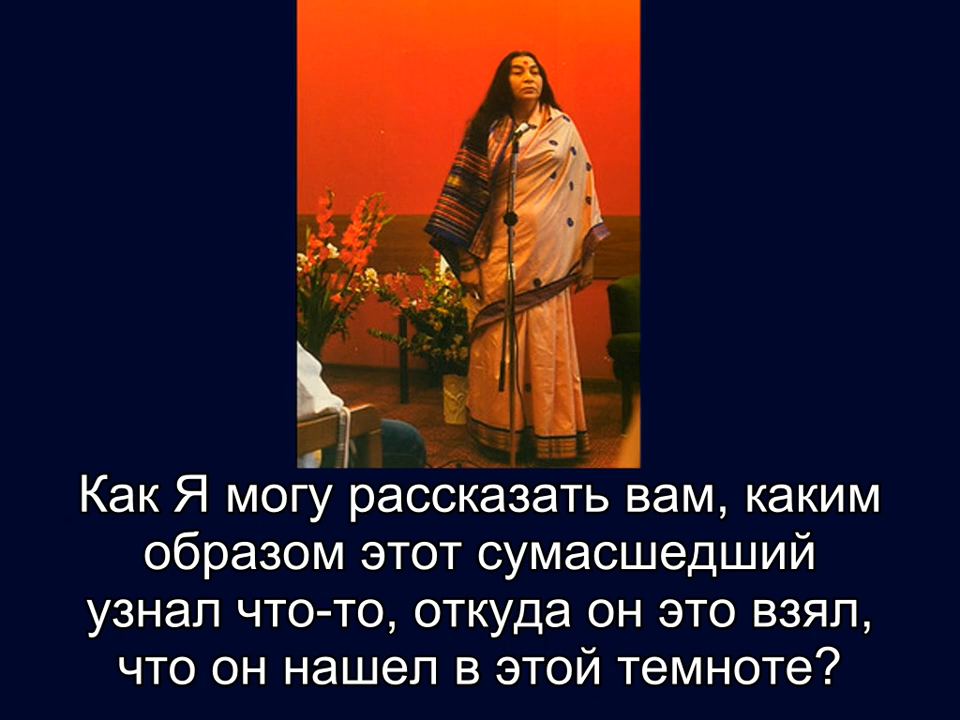 Как Я могу рассказать вам, каким
образом этот сумасшедший
узнал что-то, откуда он это взял,
что он нашел в этой темноте?